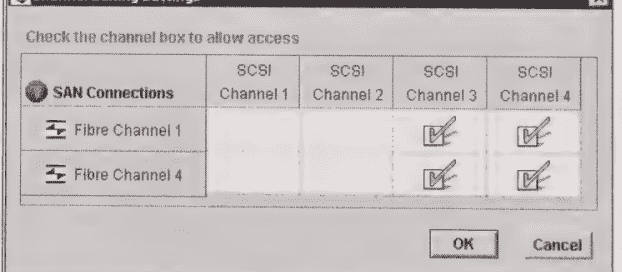 Check the channel box to allow access
SAN Connections
SCSI Channel 1
SCSI Channel 2
SCSI Channel 3
SCSI Channel 4
Fibre Channel 1
Fibre Channel 4
OK
Cancel